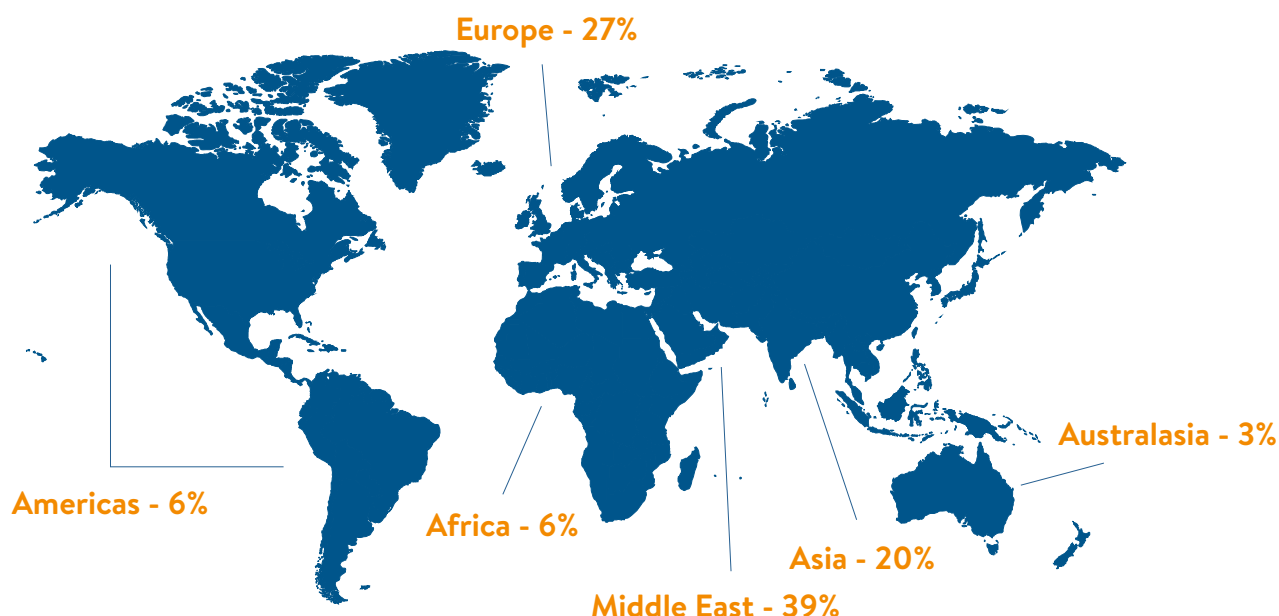 Europe - 27%
Australasia - 3%
Americas - 6%
Africa - 6%
Asia - 20%
Middle East - 39%